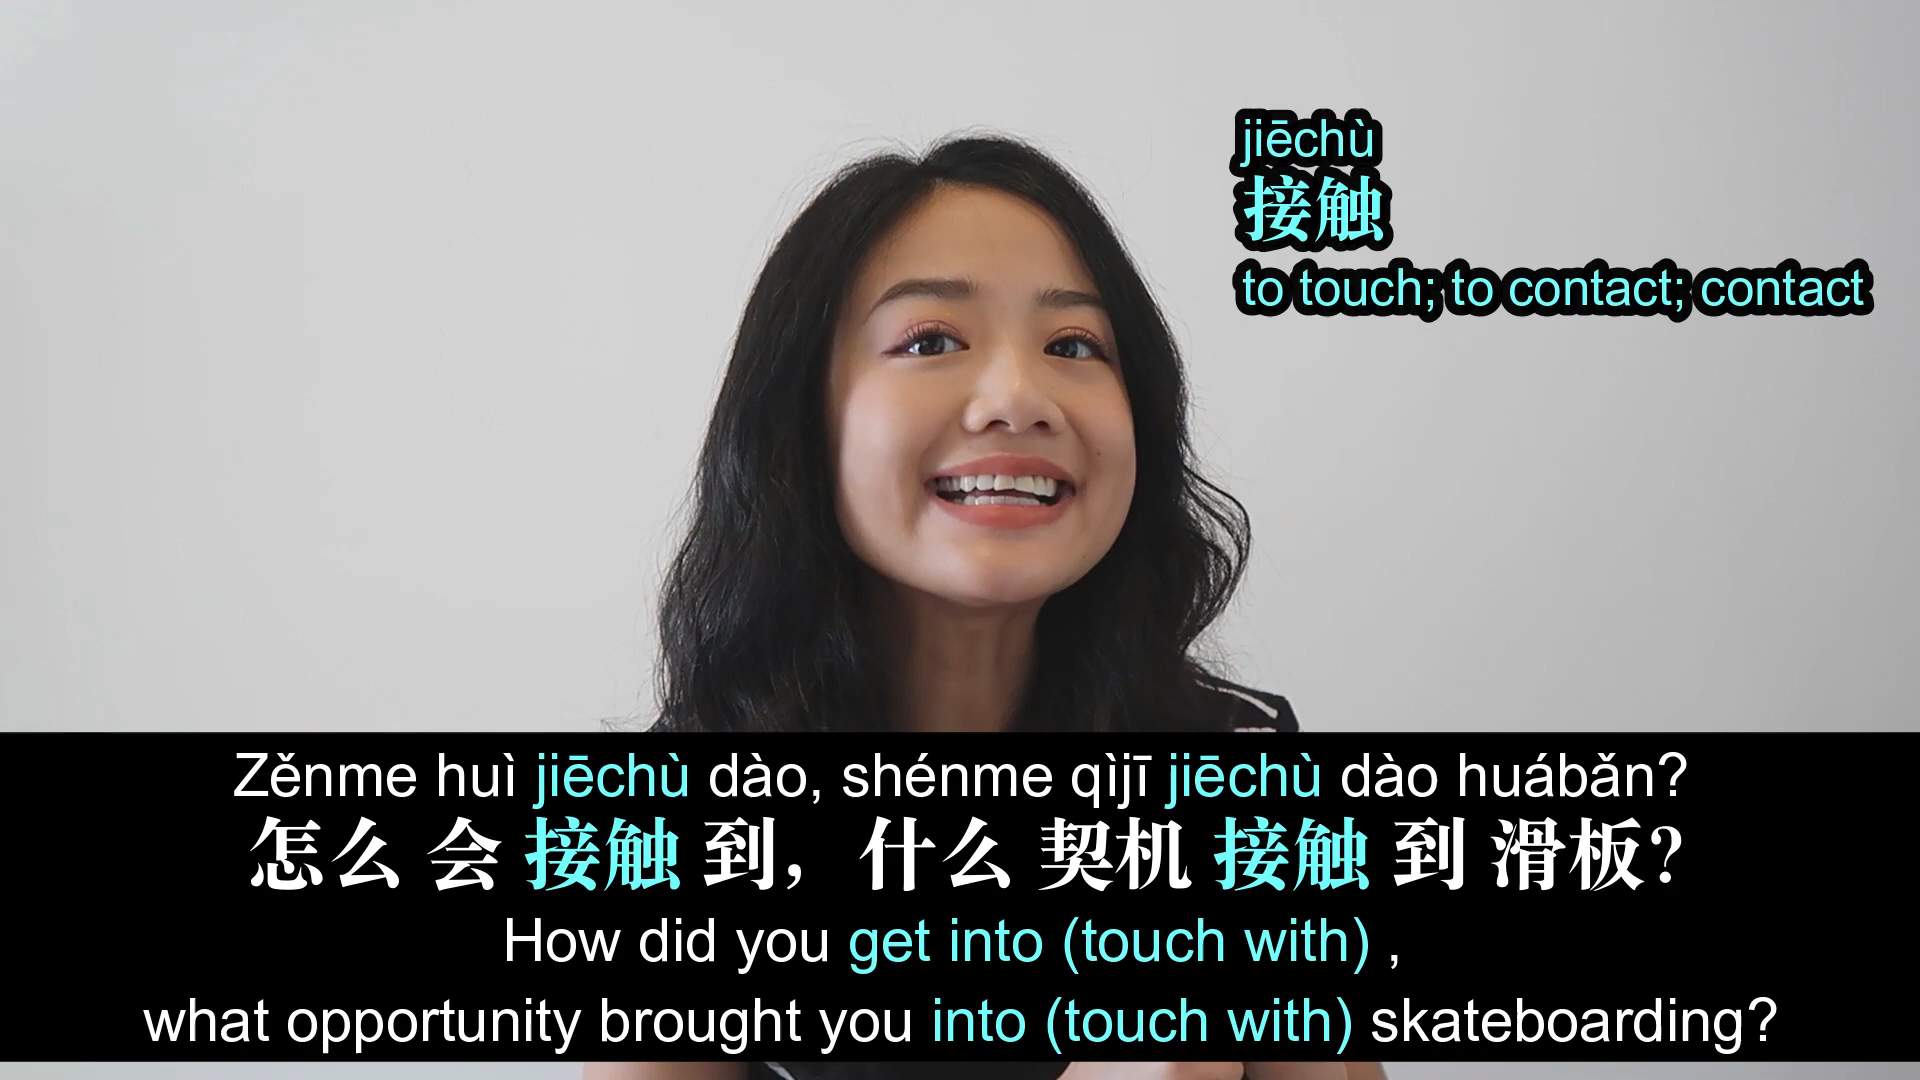 jiēchù
接触
to touch; to contact; contact
Zěnme huì jiēchù dào, shénme qìjī jiēchù dào huábǎn?
怎么 会 接触 到，什么 契机 接触 到 滑板？
How did you get into (touch with) ,
what opportunity brought you into (touch with) skateboarding?